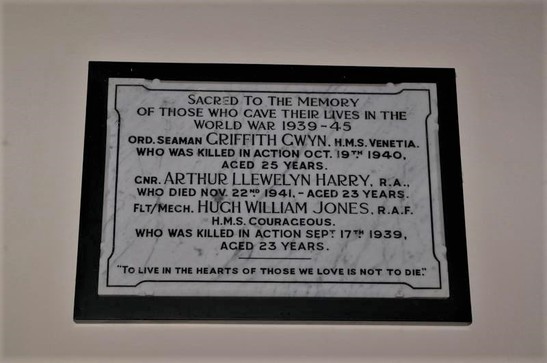 SACRED TO THE MEMORY
OF THOSE WHO GAVE THEIR LIVES IN THE
WORLD WAR 1939-45
ORD. SEAMAN GRIFFITH GWYN, H.M.S. VENETIA.
WHO WAS KILLED IN ACTION OCT. 19TH 1940,
AGED 25 YEARS.
GNR. ARTHUR LLEWELYN HARRY, R.A.,
WHO DIED NOV. 22ND 1941, - AGED 23 YEARS.
FLT/MECH. HUGH WILLIAM JONES, R.A.F.
H.M.S. COURAGEOUS.
WHO WAS KILLED IN ACTION SEPT 17TH 1939,
AGED 23 YEARS.
"TO LIVE IN THE HEARTS OF THOSE WE LOVE IS NOT TO DIE."